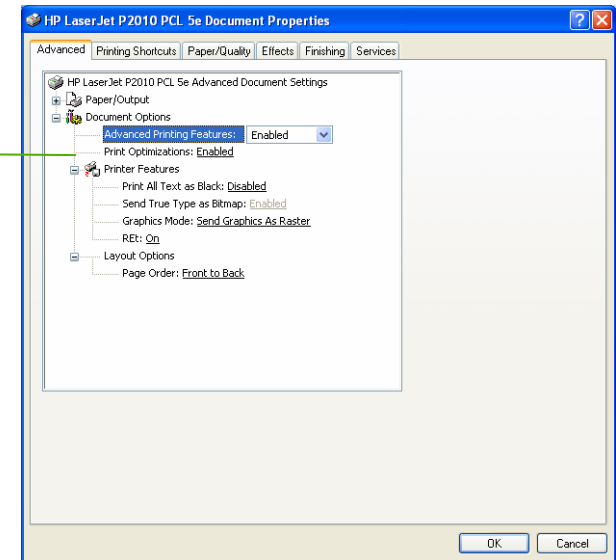 HP LaserJet P2010 PCL 5e Document Properties
Advanced Printing Shortcuts Paper/Quality Effects Finishing Services
HP LaserJet P2010 PCL 5e Advanced Document Settings
Paper/Output
Document Options
Advanced Printing Features: Enabled
Print Optimizations: Enabled
Printer Features
Print All Text as Black: Disabled
Send True Type as Bitmap: Enabled
Graphics Mode: Send Graphics As Raster
REt: On
Layout Options
Page Order: Front to Back
OK Cancel